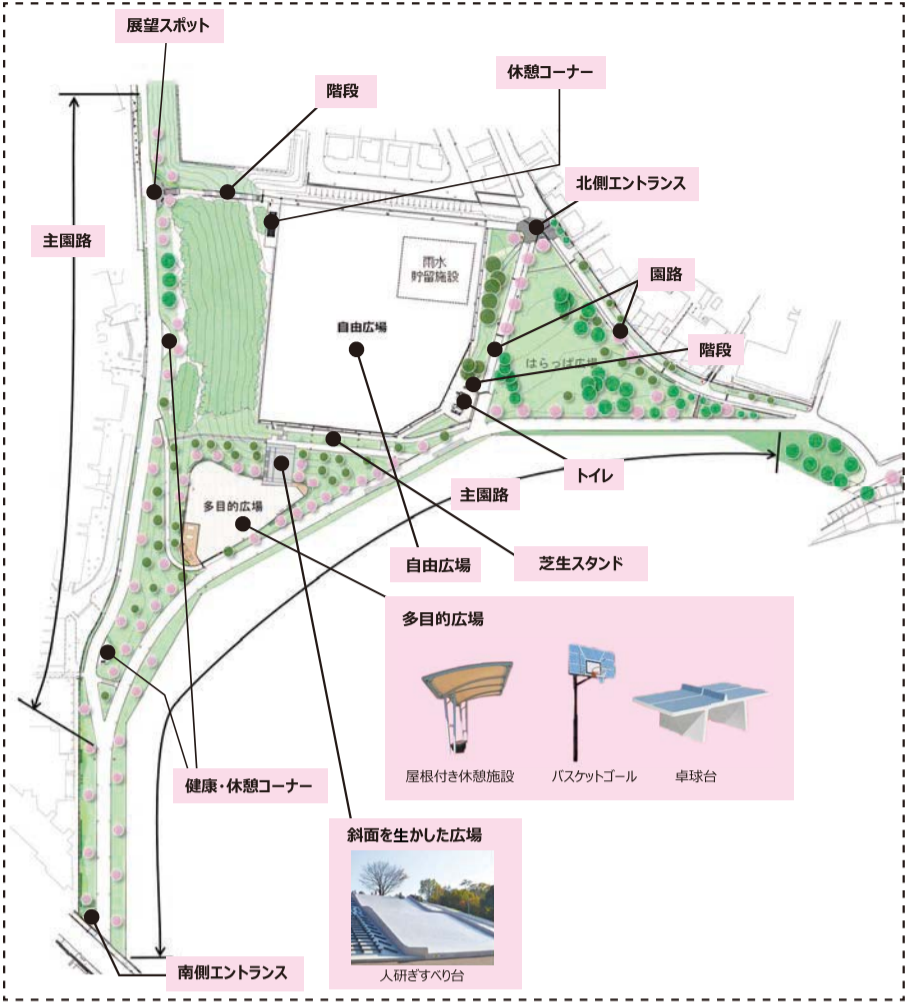 展望スポット
階段
休憩コーナー
北側エントランス
主園路
雨水
貯留施設
園路
自由広場
階段
はらっぱ広場
トイレ
主園路
多目的広場
自由広場
芝生スタンド
多目的広場
屋根付き休憩施設
バスケットゴール
卓球台
健康・休憩コーナー
斜面を生かした広場
人研ぎすべり台
南側エントランス